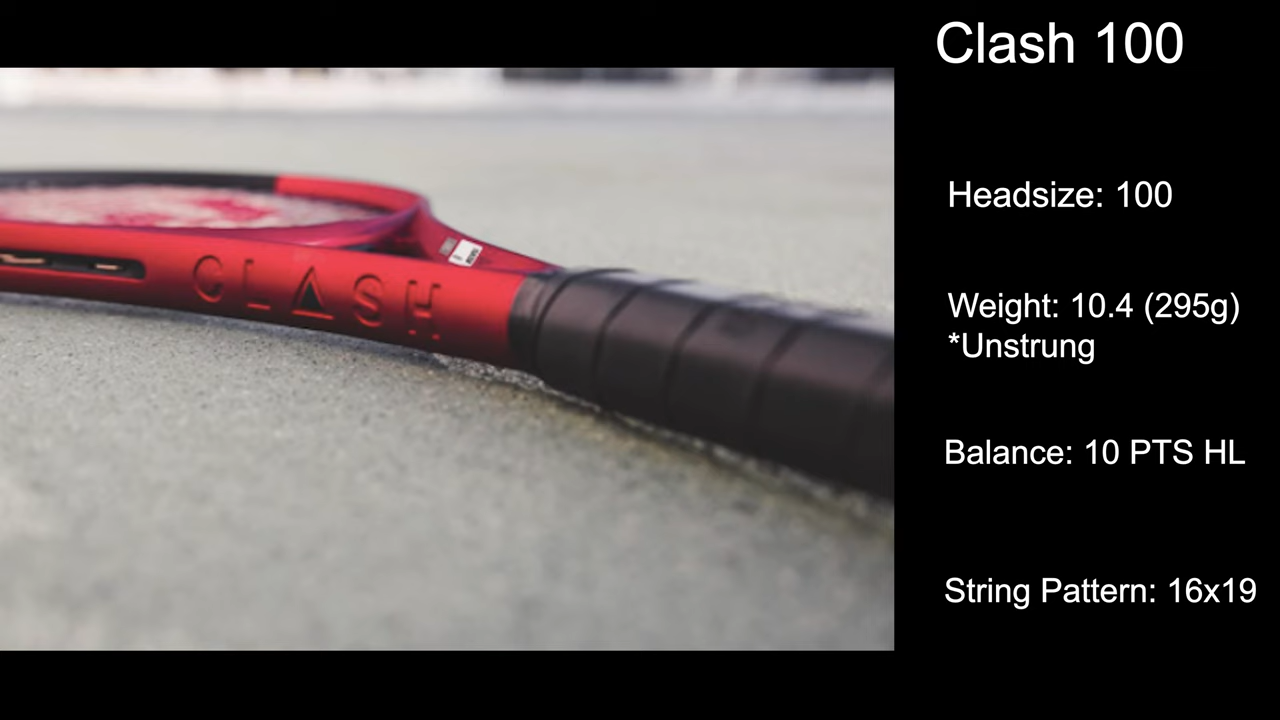 Clash 100
Headsize: 100
Weight: 10.4 (295g)
*Unstrung
Balance: 10 PTS HL
String Pattern: 16x19
CLASH